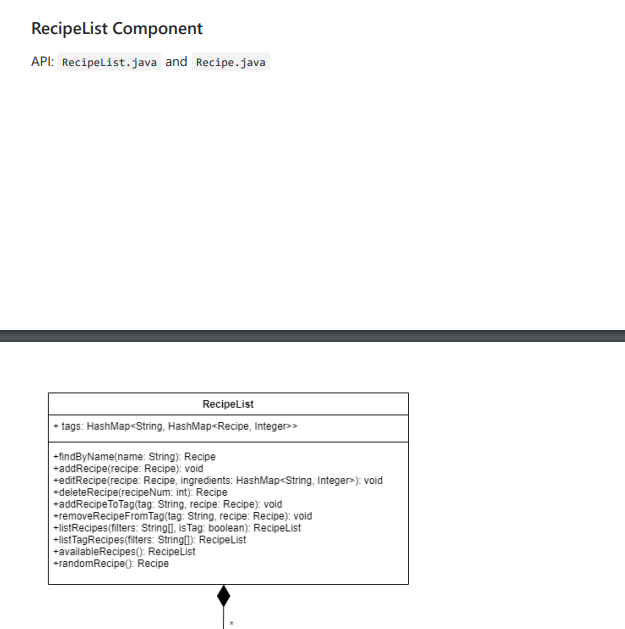 RecipeList Component
API: RecipeList.java and Recipe.java
RecipeList
+ tags: HashMap<String, HashMap<Recipe, Integer>>
+findByName(name: String): Recipe
+addRecipe(recipe: Recipe): void
+editRecipe(recipe: Recipe, ingredients: HashMap<String, Integer>): void
+deleteRecipe(recipeNum: int): Recipe
+addRecipeToTag(tag: String, recipe: Recipe): void
+removeRecipeFromTag(tag: String, recipe: Recipe): void
+listRecipes(filters: String[], isTag: boolean): RecipeList
+listTagRecipes(filters: String[]): RecipeList
+availableRecipes(): RecipeList
+randomRecipe(): Recipe
*